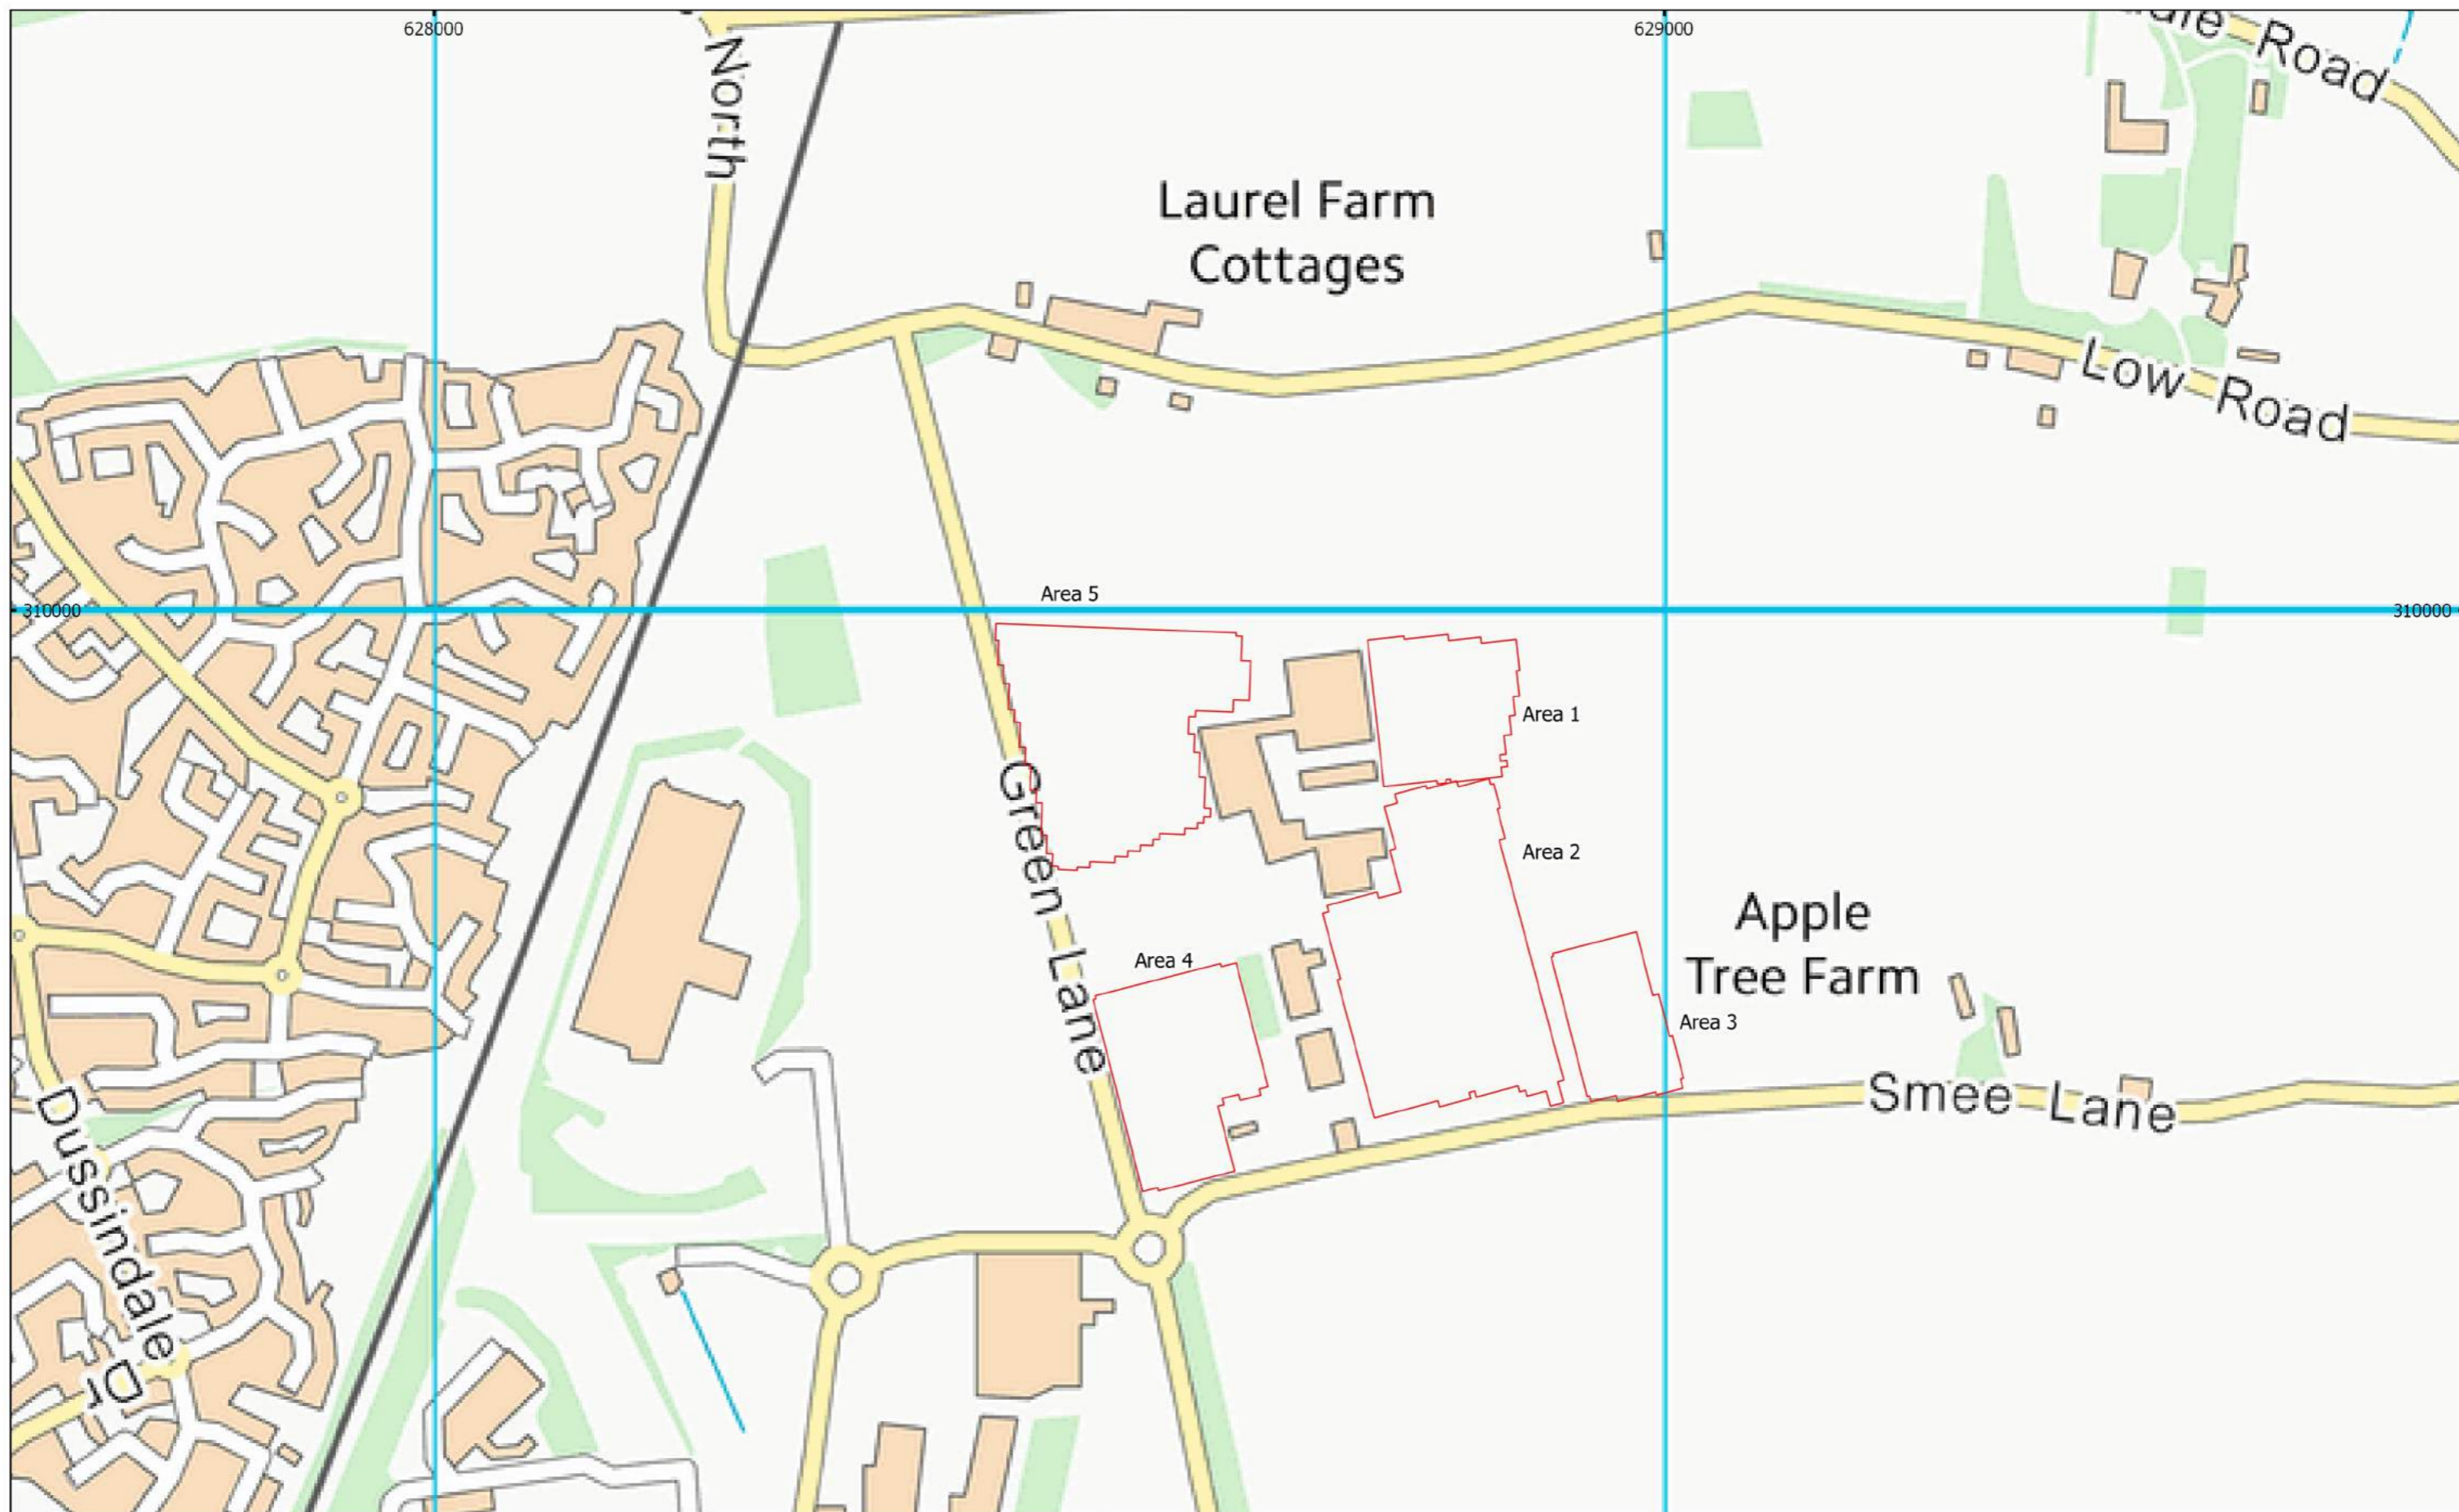 628000
629000
Road
North
Laurel Farm
Cottages
Low Road
Area 5
310000
310000
Area 1
Green Lane
Area 2
Apple
Tree Farm
Area 4
Area 3
Smee Lane
Dussindale
Dr